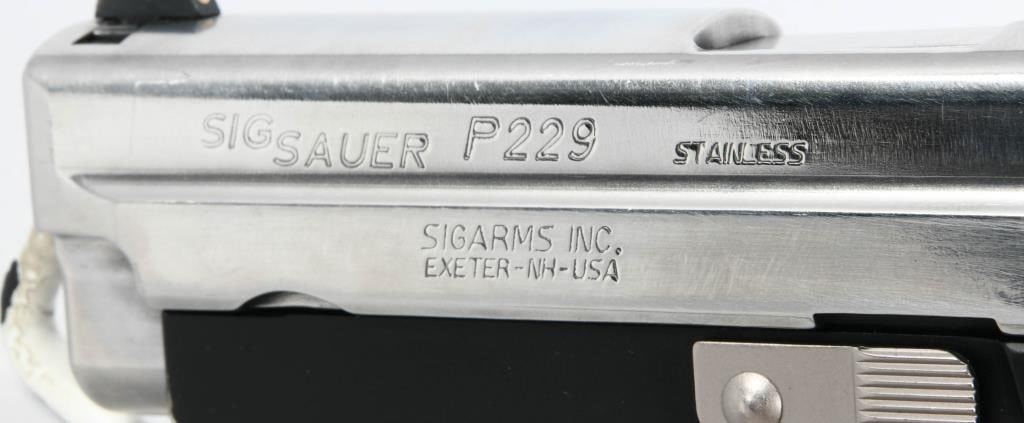 SIG SAUER P229 STAINLESS
SIGARMS INC.
EXETER-NH-USA